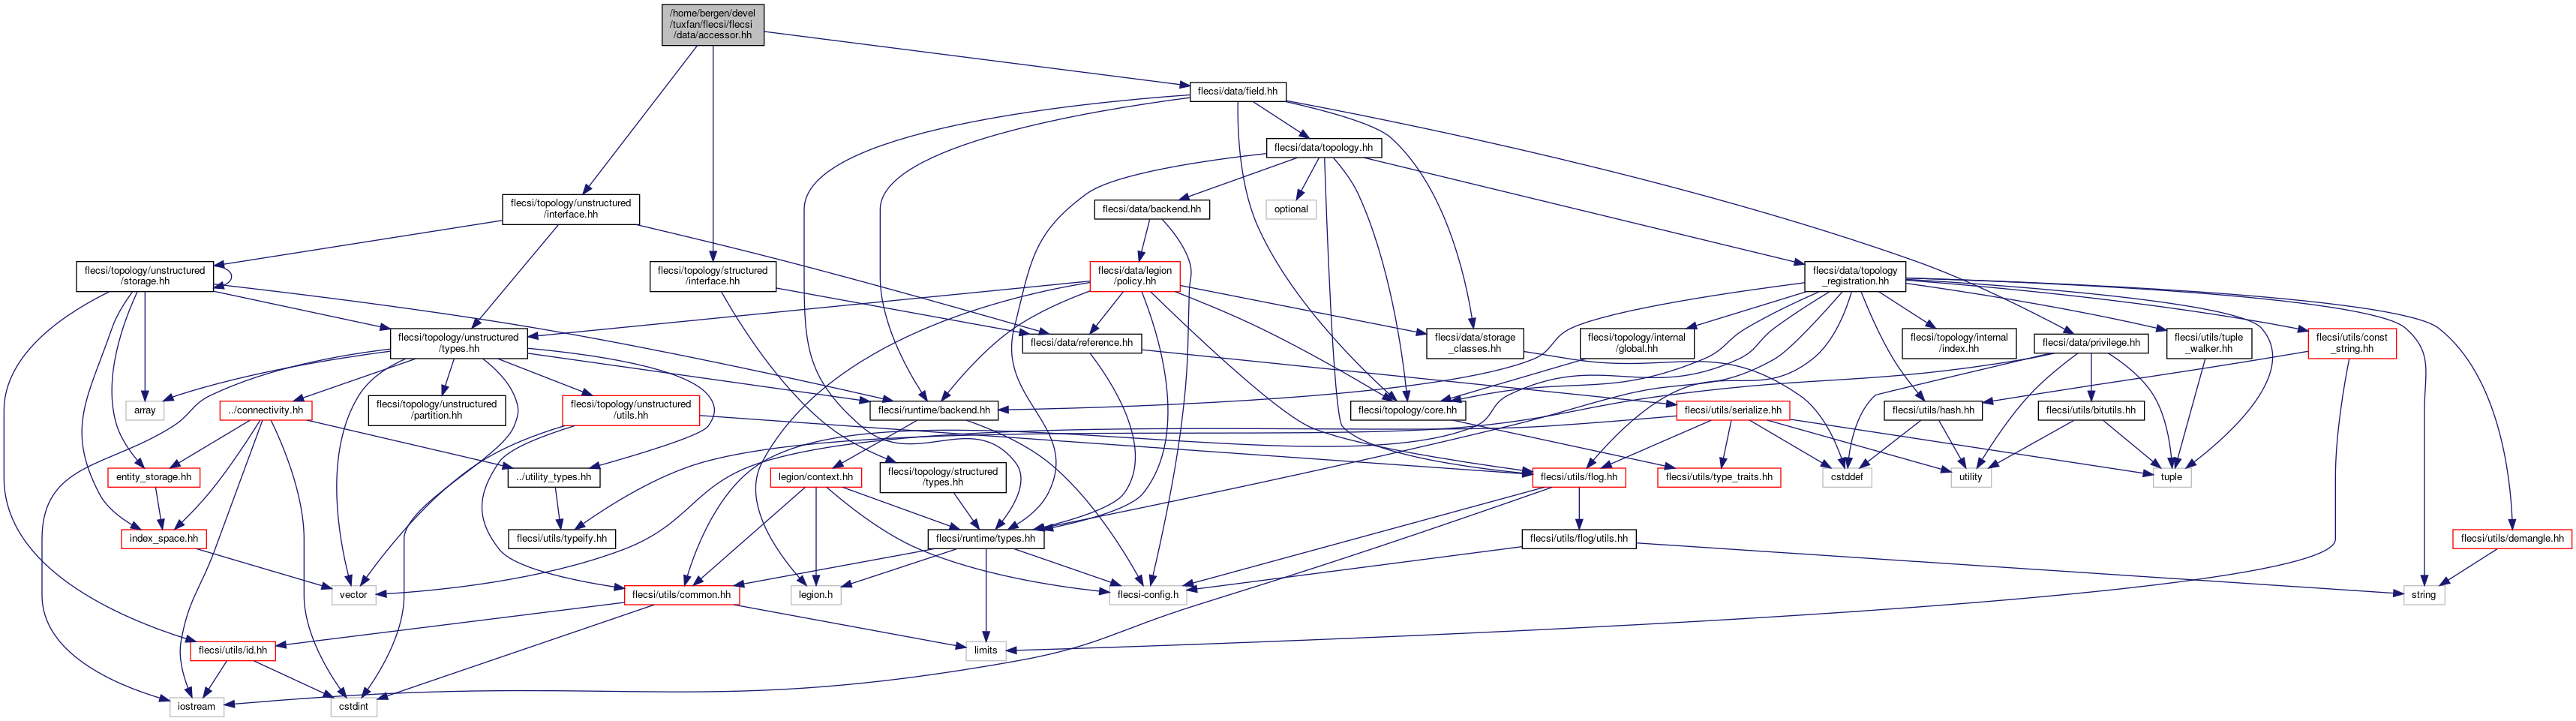 /home/bergen/devel
/tuxfan/flecsi/flecsi
/data/accessor.hh
flecsi/data/field.hh
flecsi/data/topology.hh
flecsi/topology/unstructured
/interface.hh
flecsi/data/backend.hh
optional
flecsi/topology/unstructured
/storage.hh
flecsi/topology/structured
/interface.hh
flecsi/data/legion
/policy.hh
flecsi/data/topology
_registration.hh
flecsi/topology/unstructured
/types.hh
flecsi/data/reference.hh
flecsi/data/storage
_classes.hh
flecsi/topology/internal
/global.hh
flecsi/topology/internal
/index.hh
flecsi/data/privilege.hh
flecsi/utils/tuple
_walker.hh
flecsi/utils/const
_string.hh
array
../connectivity.hh
flecsi/topology/unstructured
/partition.hh
flecsi/topology/unstructured
/utils.hh
flecsi/runtime/backend.hh
flecsi/topology/core.hh
flecsi/utils/serialize.hh
flecsi/utils/hash.hh
flecsi/utils/bitutils.hh
entity_storage.hh
../utility_types.hh
legion/context.hh
flecsi/topology/structured
/types.hh
flecsi/utils/flog.hh
flecsi/utils/type_traits.hh
cstddef
utility
tuple
index_space.hh
flecsi/utils/typeify.hh
flecsi/runtime/types.hh
flecsi/utils/flog/utils.hh
flecsi/utils/demangle.hh
vector
flecsi/utils/common.hh
legion.h
flecsi-config.h
string
flecsi/utils/id.hh
limits
iostream
cstdint